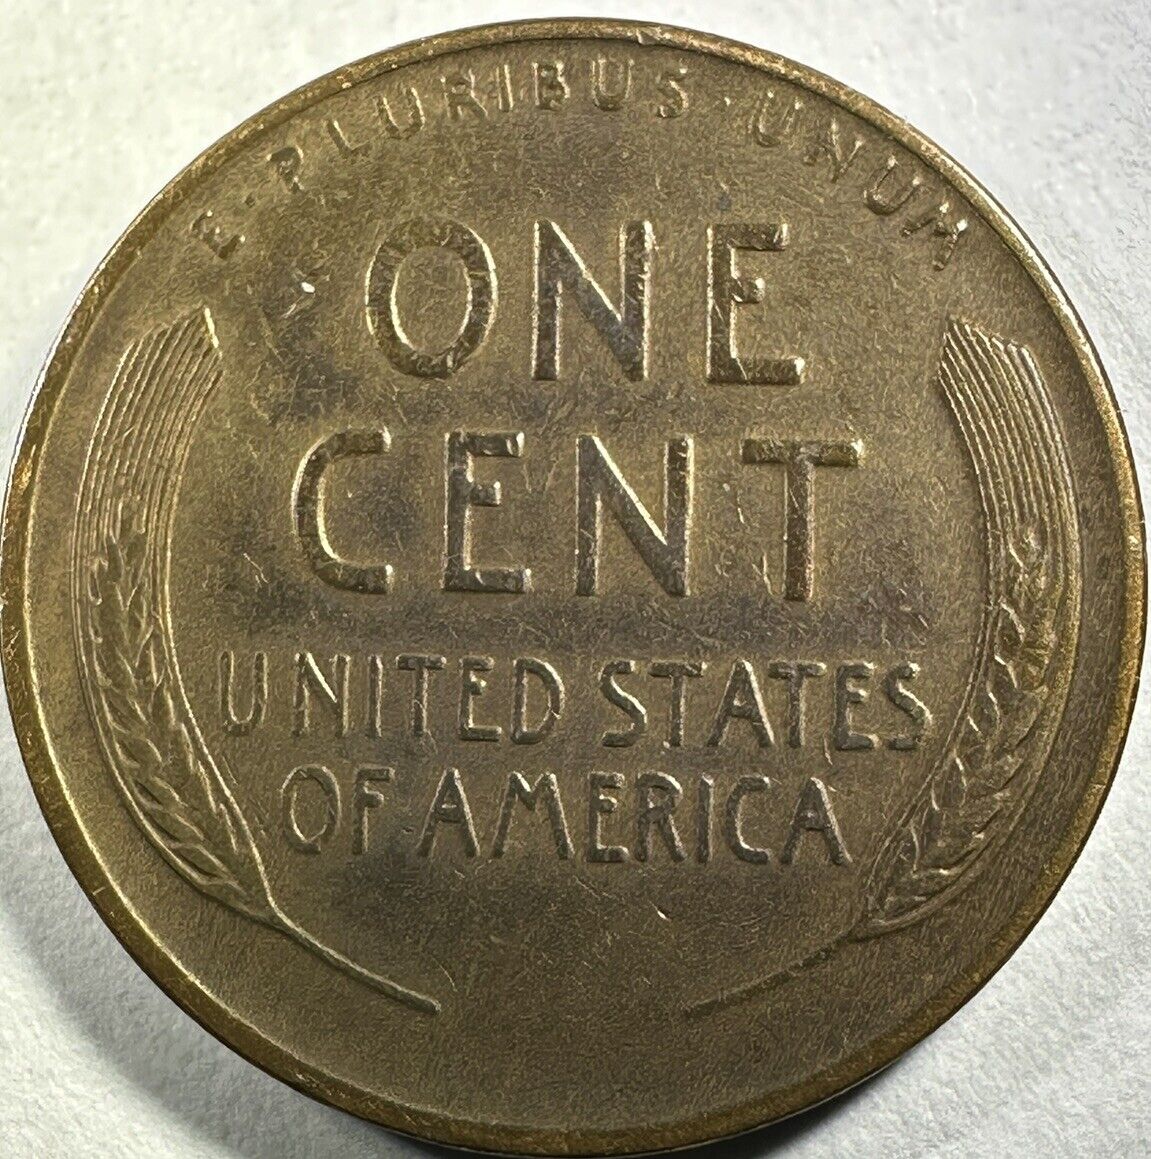 E · PLURIBUS · UNUM
ONE
CENT
UNITED STATES
OF AMERICA